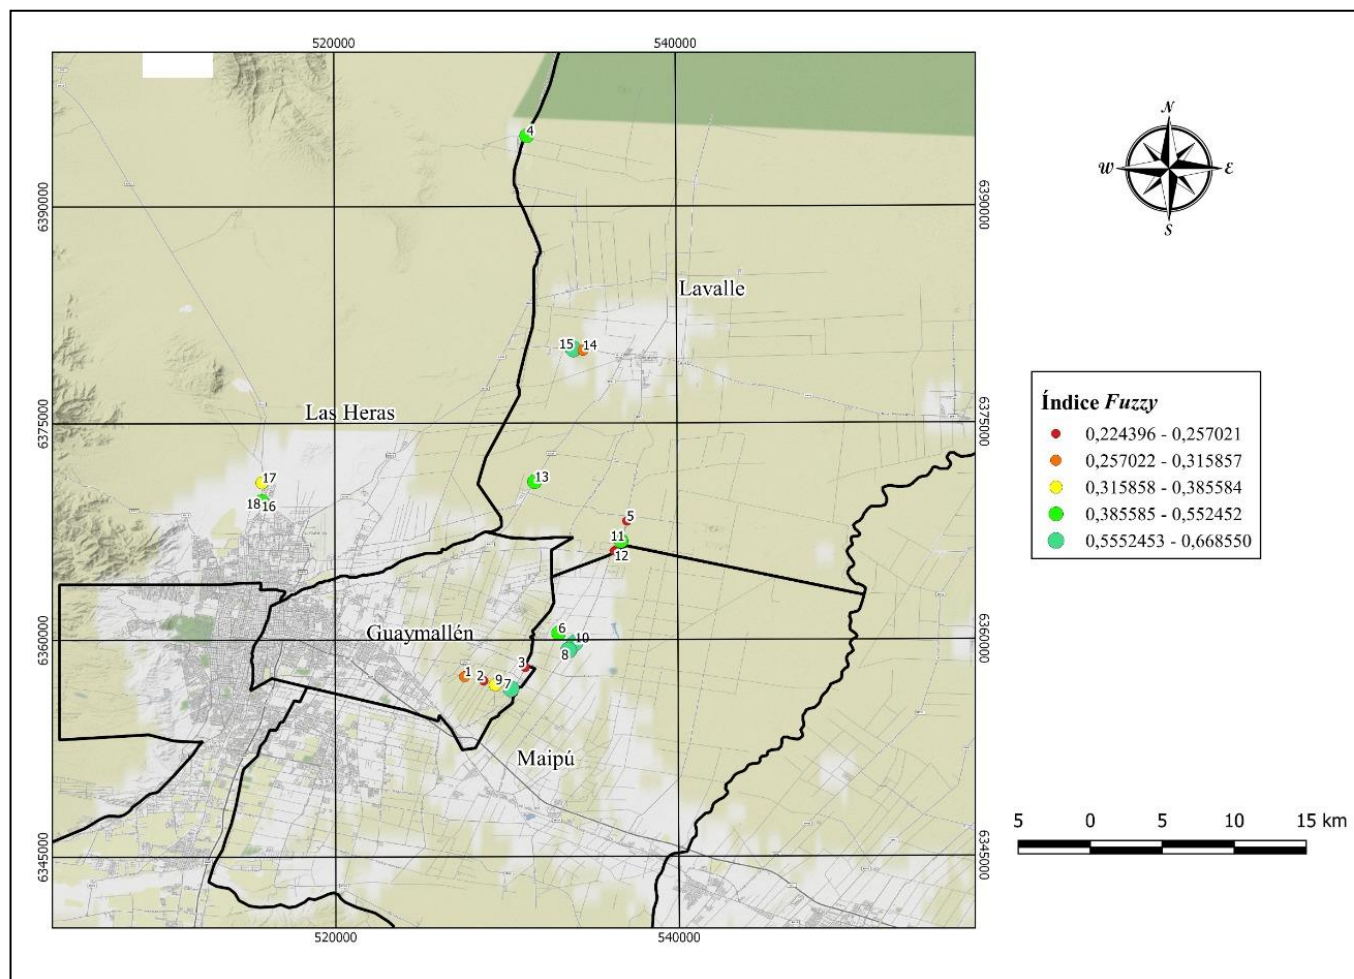 520000
540000
N
W
E
S
4
6390000
6390000
Lavalle
15
14
Las Heras
6375000
6375000
Índice Fuzzy
0,224396 - 0,257021
0,257022 - 0,315857
0,315858 - 0,385584
0,385585 - 0,552452
0,5552453 - 0,668550
17
18
16
13
5
11
12
Guaymallén
6360000
6360000
6
10
8
3
1
2
9
7
Maipú
5
0
5
10
15 km
6345000
6345000
520000
540000